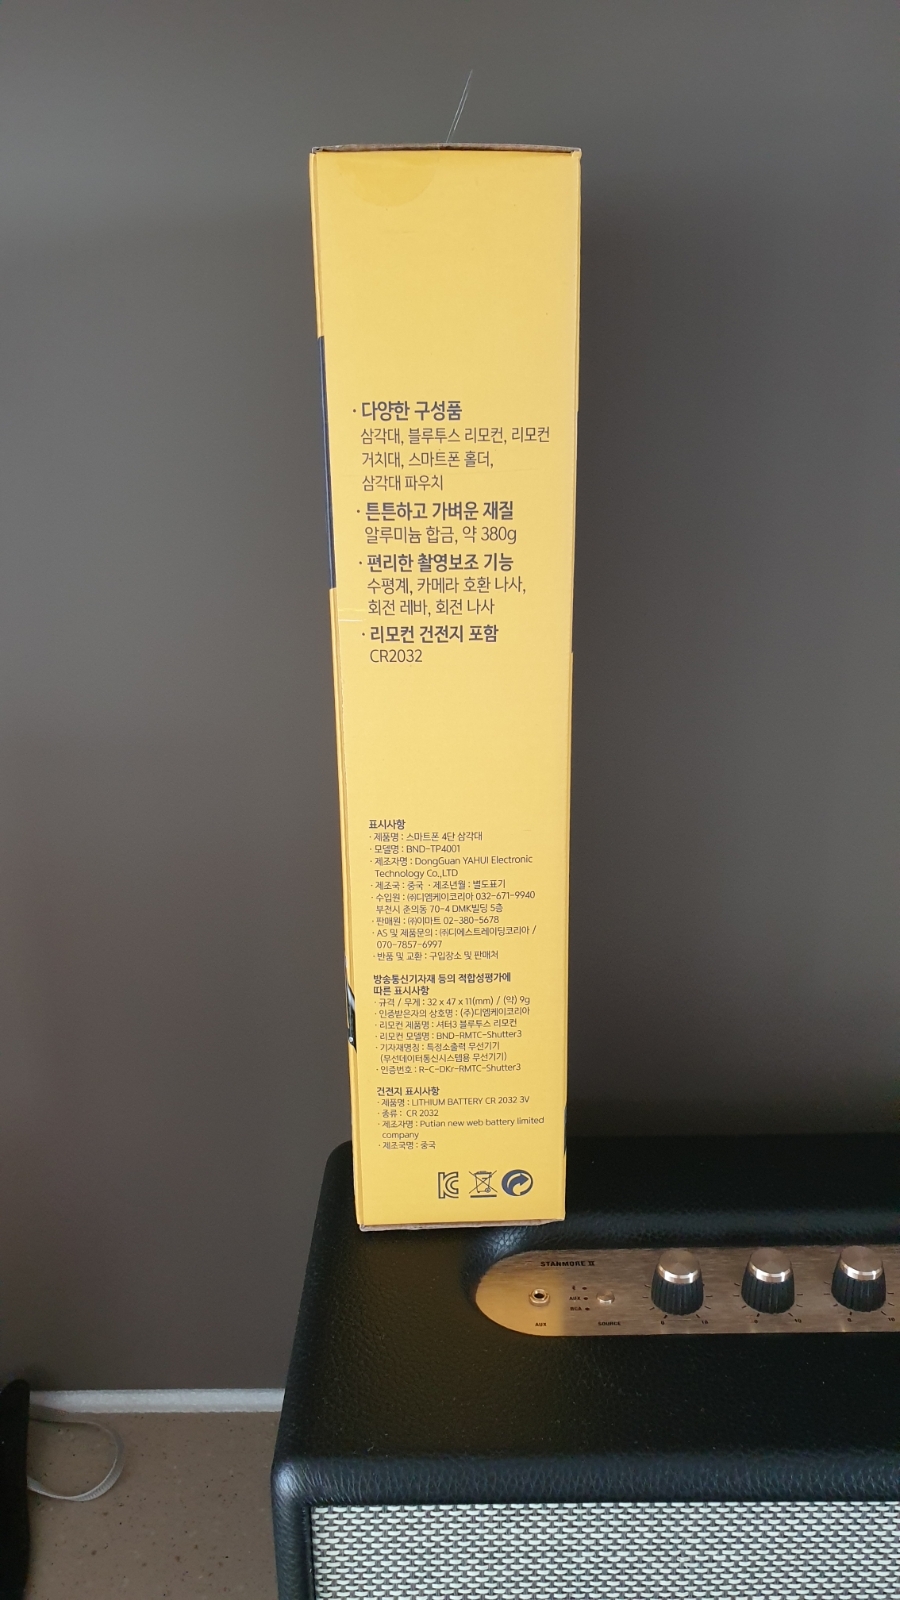 · 다양한 구성품
삼각대, 블루투스 리모컨, 리모컨
거치대, 스마트폰 홀더,
삼각대 파우치
· 튼튼하고 가벼운 재질
알루미늄 합금, 약 380g
· 편리한 촬영보조 기능
수평계, 카메라 호환 나사,
회전 레바, 회전 나사
· 리모컨 건전지 포함
CR2032
표시사항
· 제품명 : 스마트폰 4단 삼각대
· 모델명 : BND-TP4001
· 제조자명 : DongGuan YAHUI Electronic
Technology Co.,LTD
· 제조국 : 중국 · 제조년월 : 별도표기
· 수입원 : ㈜디엠케이코리아 032-671-9940
부천시 춘의동 70-4 DMK빌딩 5층
· 판매원 : ㈜이마트 02-380-5678
· AS 및 제품문의 : ㈜디에스트레이딩코리아 /
070-7857-6997
· 반품 및 교환 : 구입장소 및 판매처
방송통신기자재 등의 적합성평가에
따른 표시사항
· 규격 / 무게 : 32 x 47 x 11(mm) / (약) 9g
· 인증받은자의 상호명 : (주)디엠케이코리아
· 리모컨 제품명 : 셔터3 블루투스 리모컨
· 리모컨 모델명 : BND-RMTC-Shutter3
· 기자재명칭 : 특정소출력 무선기기
(무선데이터통신시스템용 무선기기)
· 인증번호 : R-C-DKr-RMTC-Shutter3
건전지 표시사항
· 제품명 : LITHIUM BATTERY CR 2032 3V
· 종류 : CR 2032
· 제조자명 : Putian new web battery limited
company
· 제조국명 : 중국
STANMORE II
AUX
RCA
AUX
SOURCE
0 10
0 10
0 10